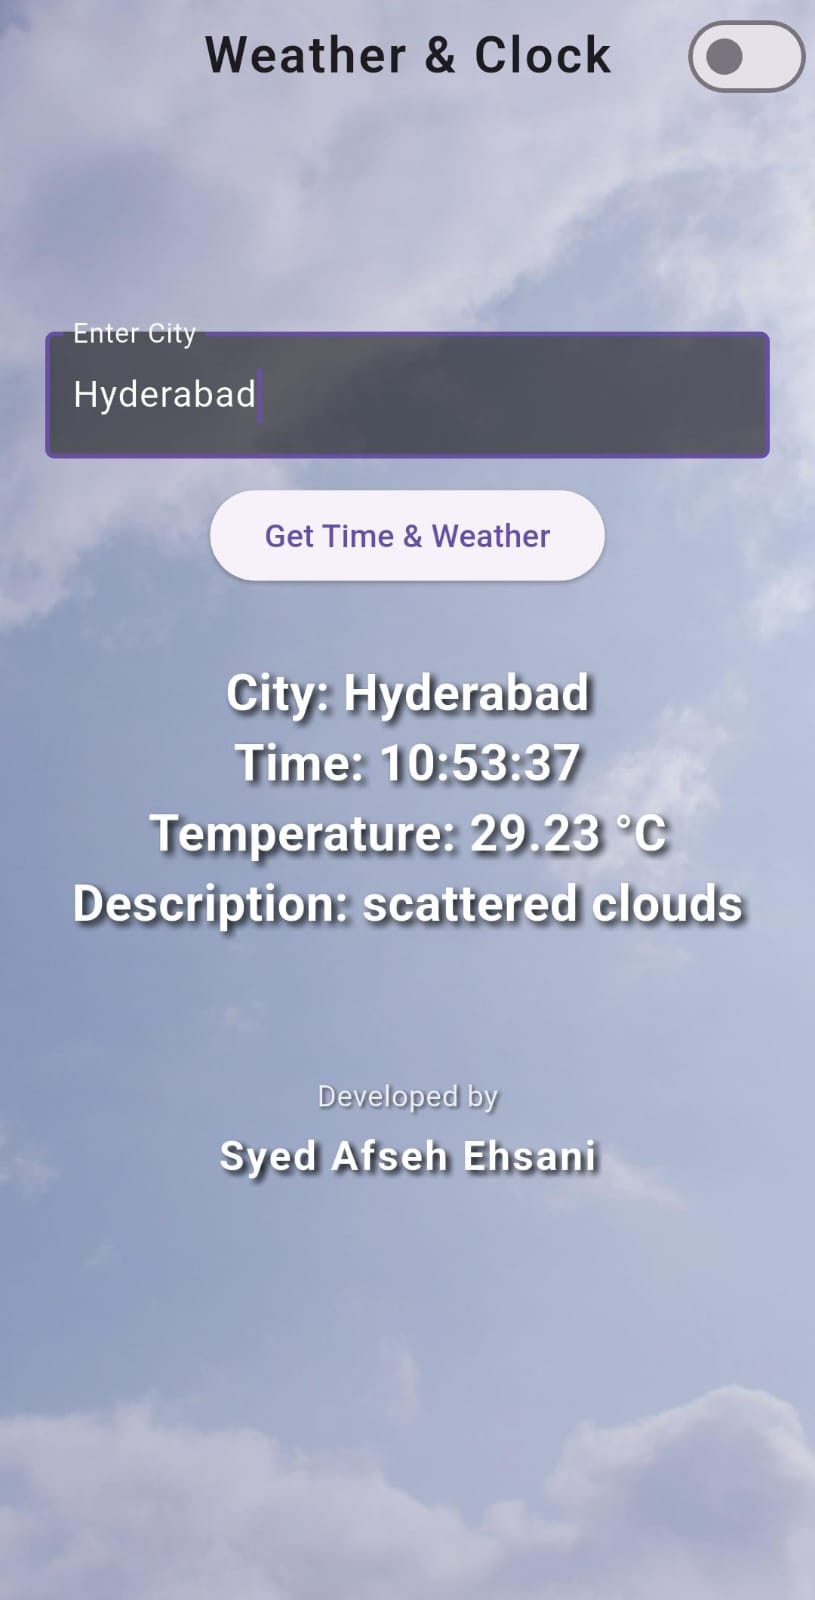 Weather & Clock
Enter City
Hyderabad
Get Time & Weather
City: Hyderabad
Time: 10:53:37
Temperature: 29.23 °C
Description: scattered clouds
Developed by
Syed Afseh Ehsani